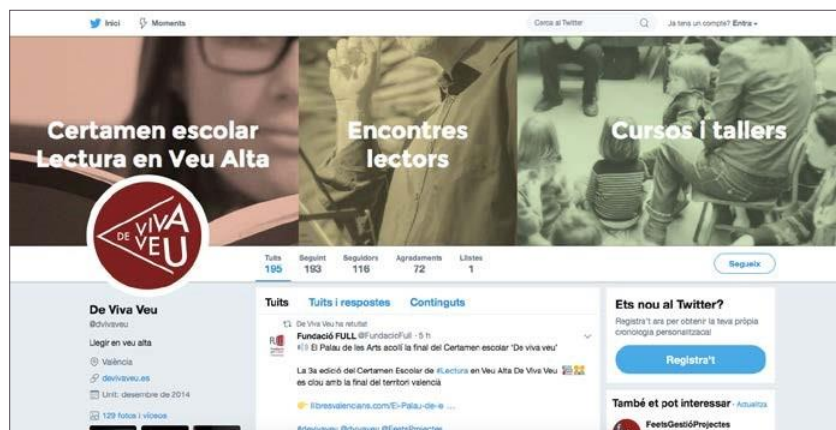 Inici
Moments
Cerca al Twitter
Ja tens un compte? Entra
Certamen escolar
Lectura en Veu Alta
Encontres
lectors
Cursos i tallers
DE VIVA
VEU
Tuits Seguint Seguidors Agradaments Llistes
195 193 116 72 1
Segueix
De Viva Veu
@dvivaveu
Llegir en veu alta
València
devivaveu.es
Unit: desembre de 2014
129 fotos i vídeos
Tuits Tuits i respostes Continguts
De Viva Veu ha retuitat
Fundació FULL @FundacioFull · 5 h
El Palau de les Arts acollí la final del Certamen escolar 'De viva veu'
La 3a edició del Certamen Escolar de #Lectura en Veu Alta De Viva Veu
es clou amb la final del territori valencià
llibresvalencians.com/El-Palau-de-e ...
#devivaveu @dvivaveu @FeetsProjectes
Ets nou al Twitter?
Registra't ara per obtenir la teva pròpia
cronologia personalitzada!
Registra't
També et pot interessar · Actualitza
FeetsGestióProjectes